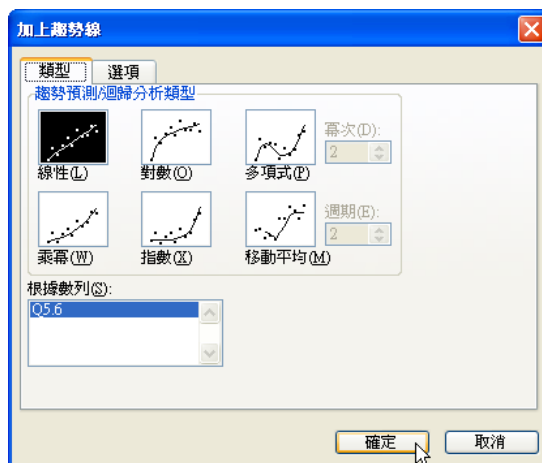 加上趨勢線
類型 選項
趨勢預測/迴歸分析類型
線性(L) 對數(O) 多項式(P) 冪次(D):
2
乘冪(W) 指數(X) 移動平均(M) 週期(E):
2
根據數列(S):
Q5.6
確定 取消